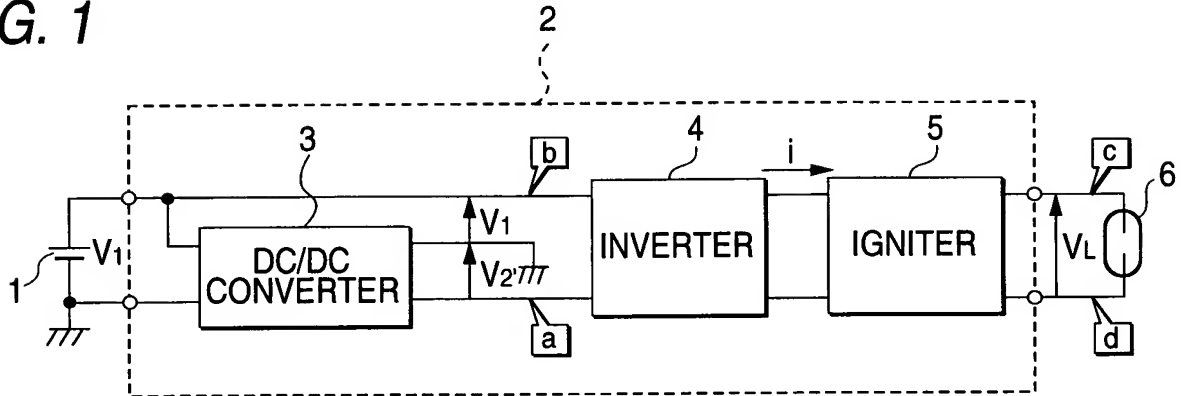 G. 1
2
3
4
5
b
i
c
6
V1
V1
DC/DC
CONVERTER
V2'
INVERTER
IGNITER
VL
1
a
d